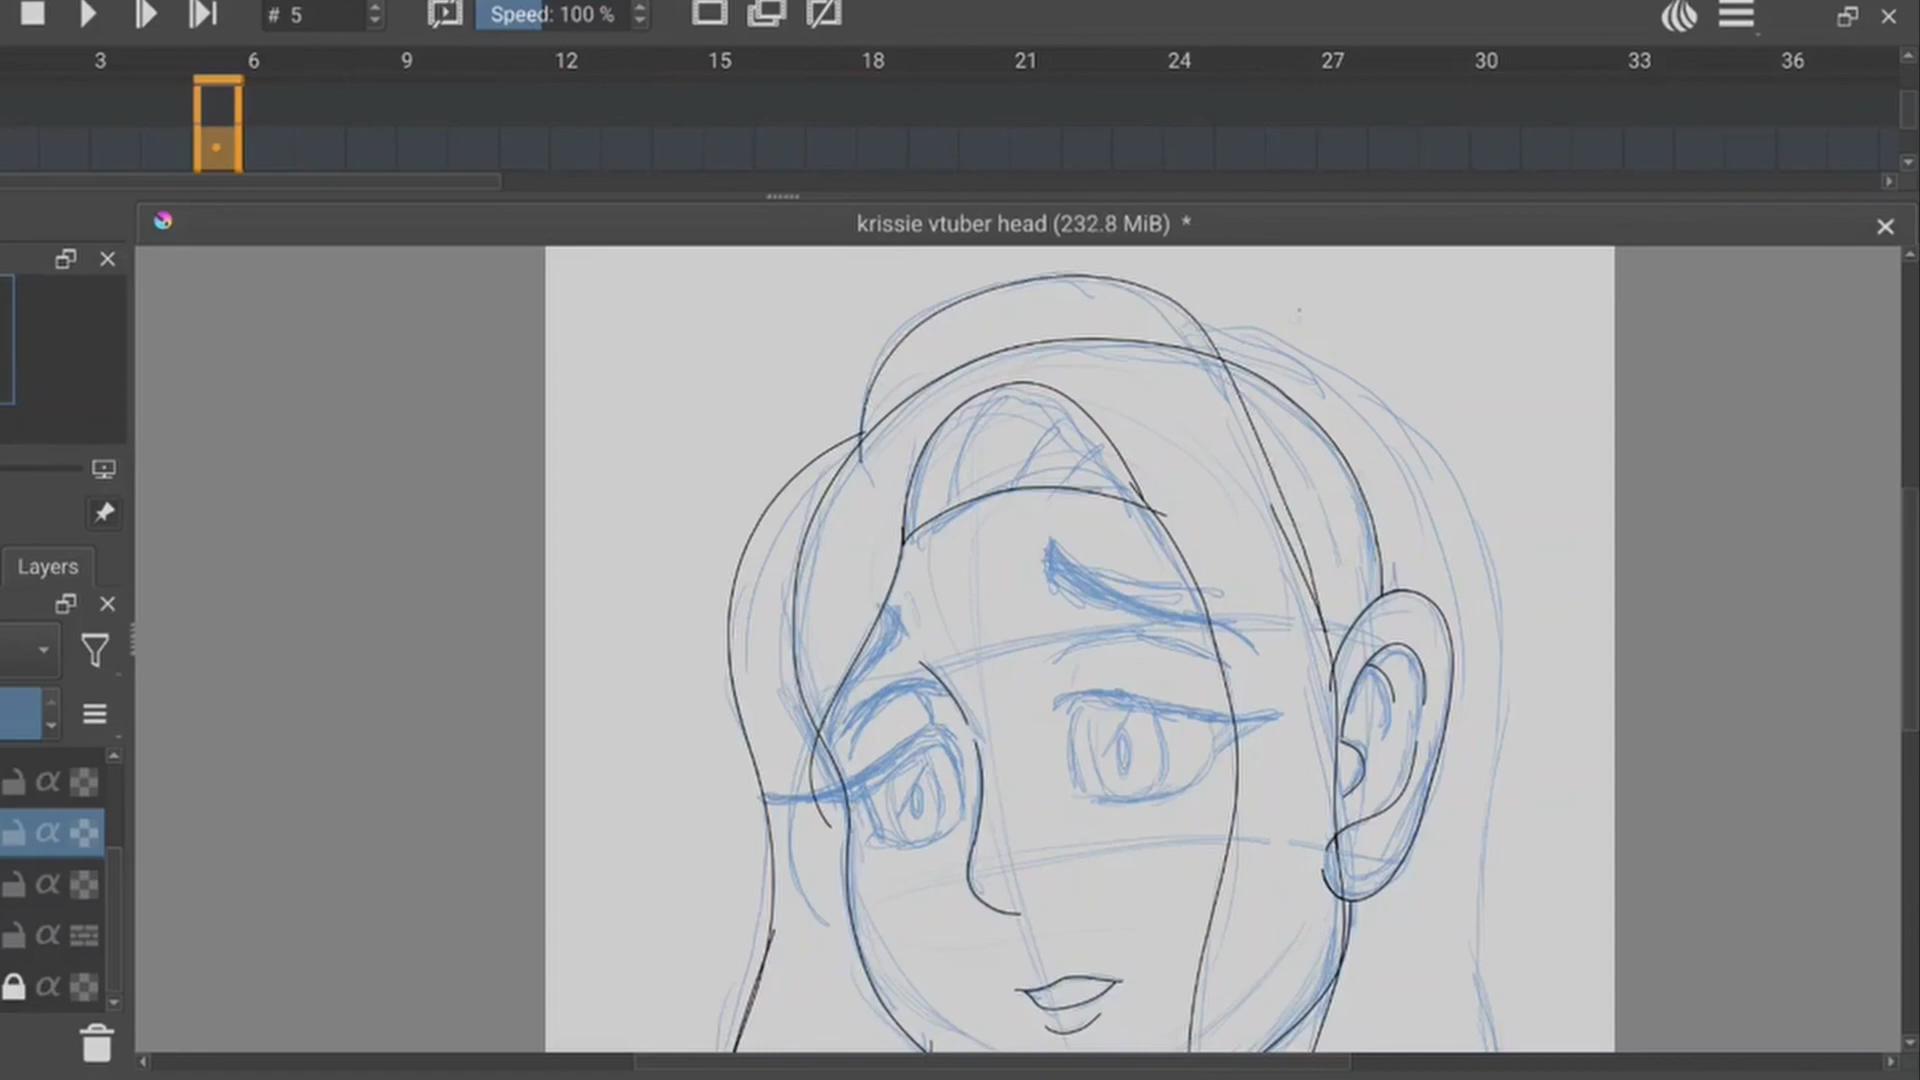 # 5
Speed: 100 %
3 6 9 12 15 18 21 24 27 30 33 36
krissie vtuber head (232.8 MiB) *
Layers
α
α
α
α
α